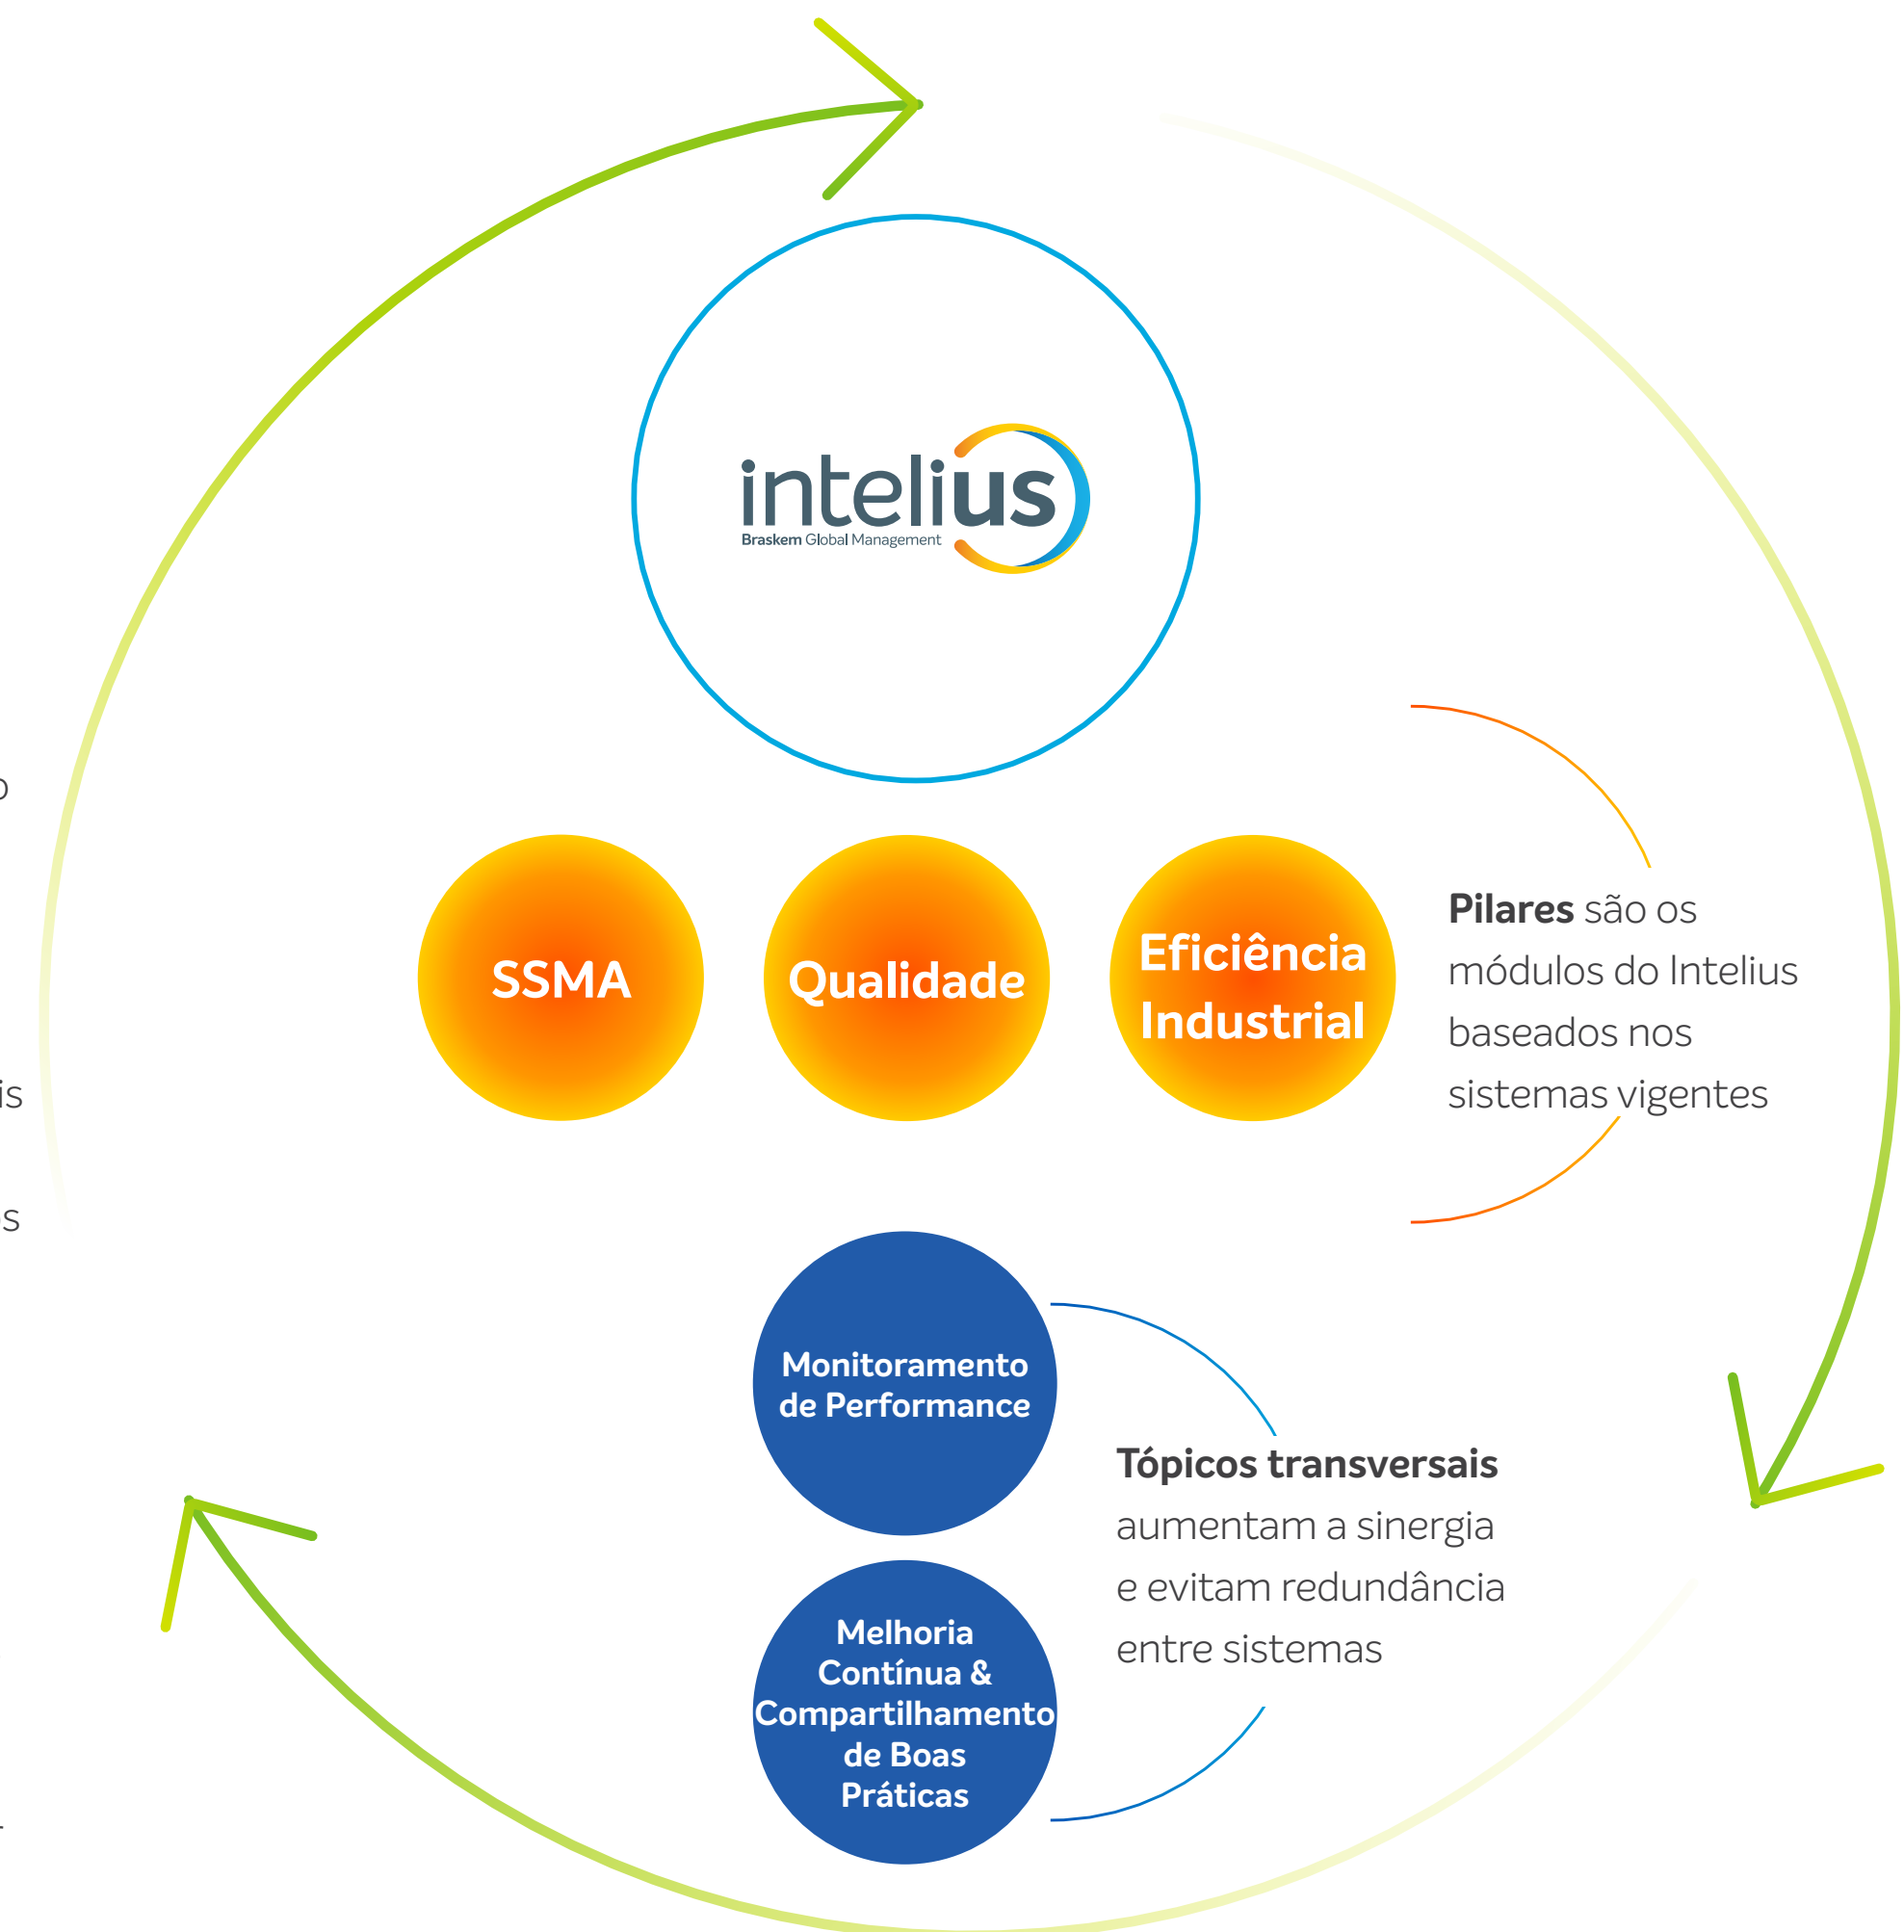 intelius
Braskem Global Management
SSMA
Qualidade
Eficiência
Industrial
Pilares são os
módulos do Intelius
baseados nos
sistemas vigentes
Monitoramento
de Performance
Tópicos transversais
aumentam a sinergia
e evitam redundância
entre sistemas
Melhoria
Contínua &
Compartilhamento
de Boas
Práticas